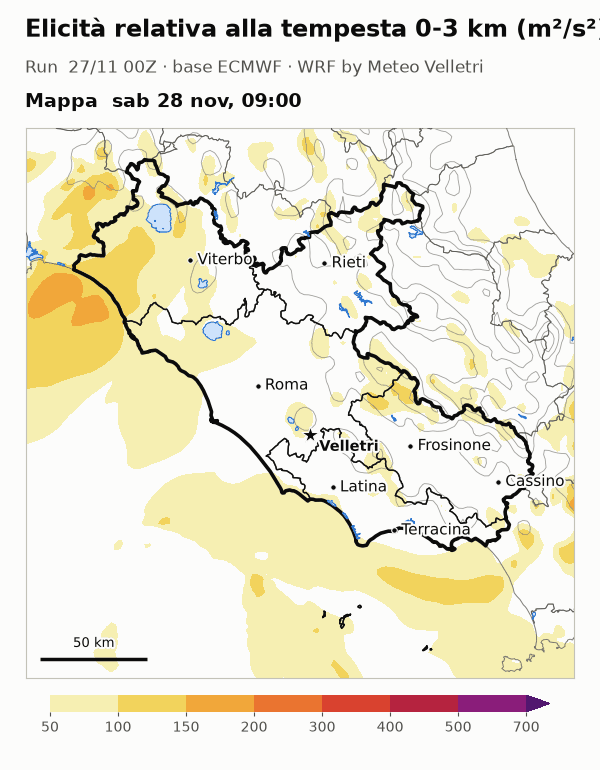 Elicità relativa alla tempesta 0-3 km (m²/s²)
Run 27/11 00Z · base ECMWF · WRF by Meteo Velletri
Mappa sab 28 nov, 09:00
Viterbo
Rieti
Roma
Velletri
Frosinone
Latina
Cassino
Terracina
50 km
50 100 150 200 300 400 500 700